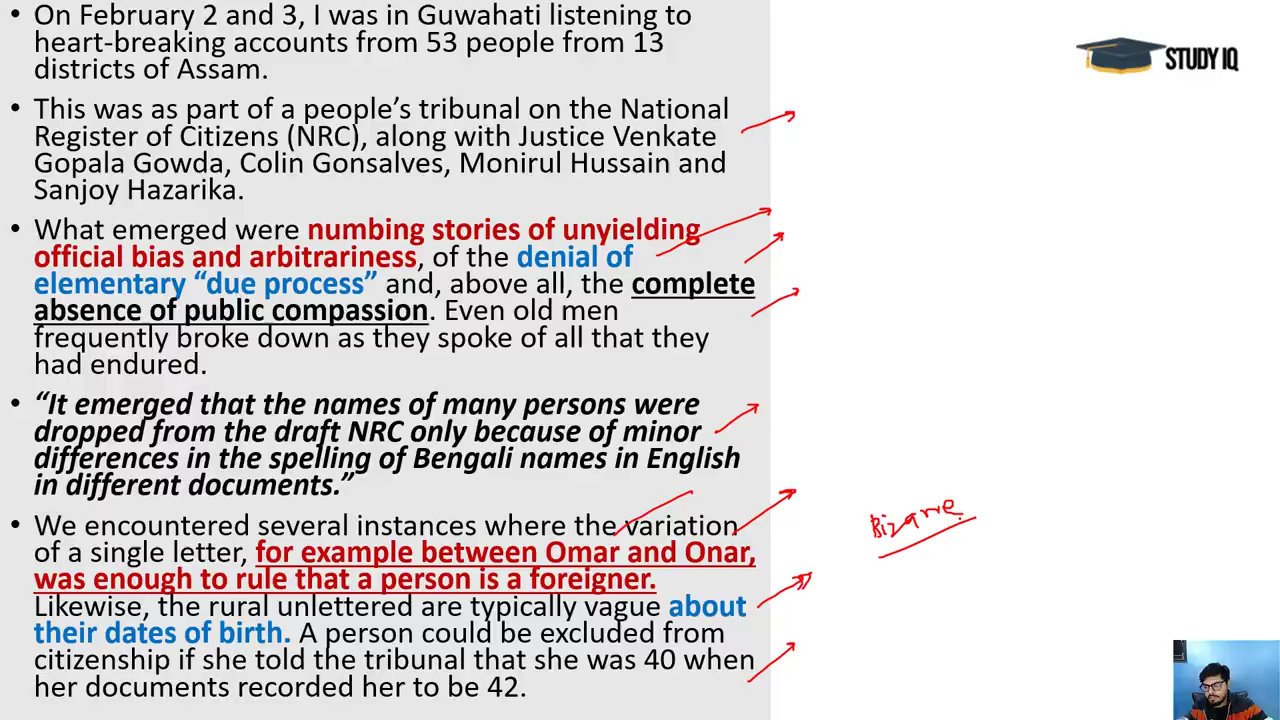 • On February 2 and 3, I was in Guwahati listening to
heart-breaking accounts from 53 people from 13
districts of Assam.
• This was as part of a people’s tribunal on the National
Register of Citizens (NRC), along with Justice Venkate
Gopala Gowda, Colin Gonsalves, Monirul Hussain and
Sanjoy Hazarika.
• What emerged were numbing stories of unyielding
official bias and arbitrariness, of the denial of
elementary “due process” and, above all, the complete
absence of public compassion. Even old men
frequently broke down as they spoke of all that they
had endured.
• “It emerged that the names of many persons were
dropped from the draft NRC only because of minor
differences in the spelling of Bengali names in English
in different documents.”
• We encountered several instances where the variation
of a single letter, for example between Omar and Onar,
was enough to rule that a person is a foreigner.
Likewise, the rural unlettered are typically vague about
their dates of birth. A person could be excluded from
citizenship if she told the tribunal that she was 40 when
her documents recorded her to be 42.
STUDY IQ
Bizarre